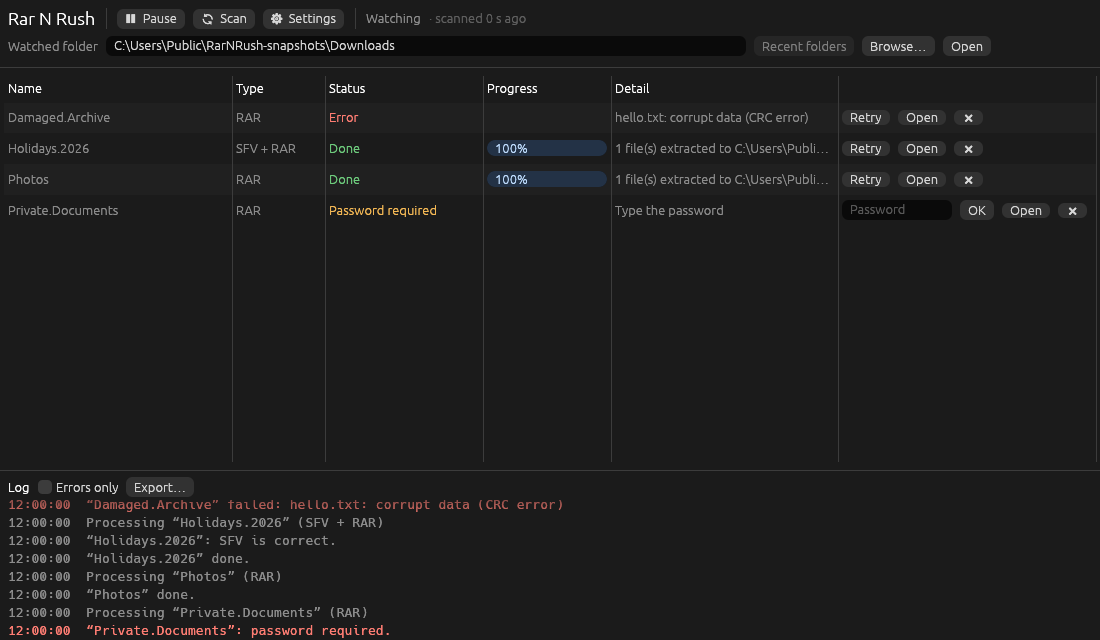 Rar N Rush Pause Scan Settings Watching · scanned 0 s ago
Watched folder C:\Users\Public\RarNRush-snapshots\Downloads Recent folders Browse… Open
Name Type Status Progress Detail
Damaged.Archive RAR Error hello.txt: corrupt data (CRC error) Retry Open ×
Holidays.2026 SFV + RAR Done 100% 1 file(s) extracted to C:\Users\Publi… Retry Open ×
Photos RAR Done 100% 1 file(s) extracted to C:\Users\Publi… Retry Open ×
Private.Documents RAR Password required Type the password Password OK Open ×
Log Errors only Export…
12:00:00 “Damaged.Archive” failed: hello.txt: corrupt data (CRC error)
12:00:00 Processing “Holidays.2026” (SFV + RAR)
12:00:00 “Holidays.2026”: SFV is correct.
12:00:00 “Holidays.2026” done.
12:00:00 Processing “Photos” (RAR)
12:00:00 “Photos” done.
12:00:00 Processing “Private.Documents” (RAR)
12:00:00 “Private.Documents”: password required.